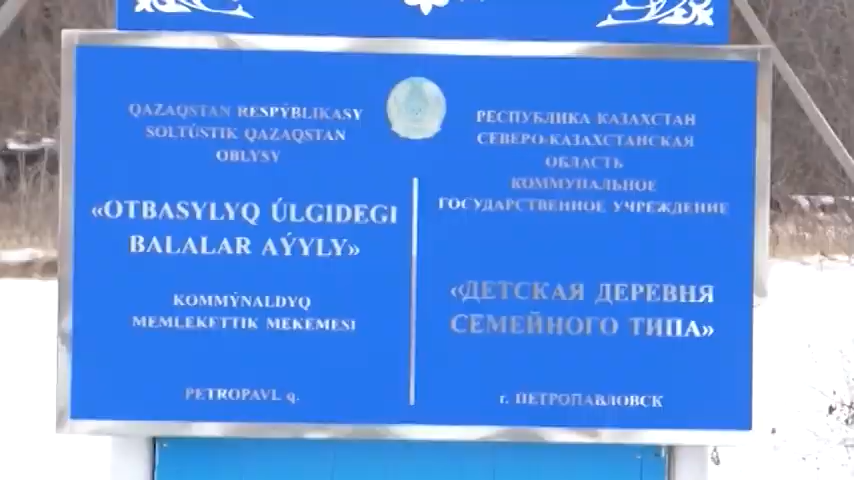 QAZAQSTAN RESPÝBLIKASY
SOLTÚSTIK QAZAQSTAN
OBLYSY
«OTBASYLYQ ÚLGIDEGI
BALALAR AÝYLY»
KOMMÝNALDYQ
MEMLEKETTIK MEKEMESI
PETROPAVL q.
РЕСПУБЛИКА КАЗАХСТАН
СЕВЕРО-КАЗАХСТАНСКАЯ
ОБЛАСТЬ
КОММУНАЛЬНОЕ
ГОСУДАРСТВЕННОЕ УЧРЕЖДЕНИЕ
«ДЕТСКАЯ ДЕРЕВНЯ
СЕМЕЙНОГО ТИПА»
г. ПЕТРОПАВЛОВСК